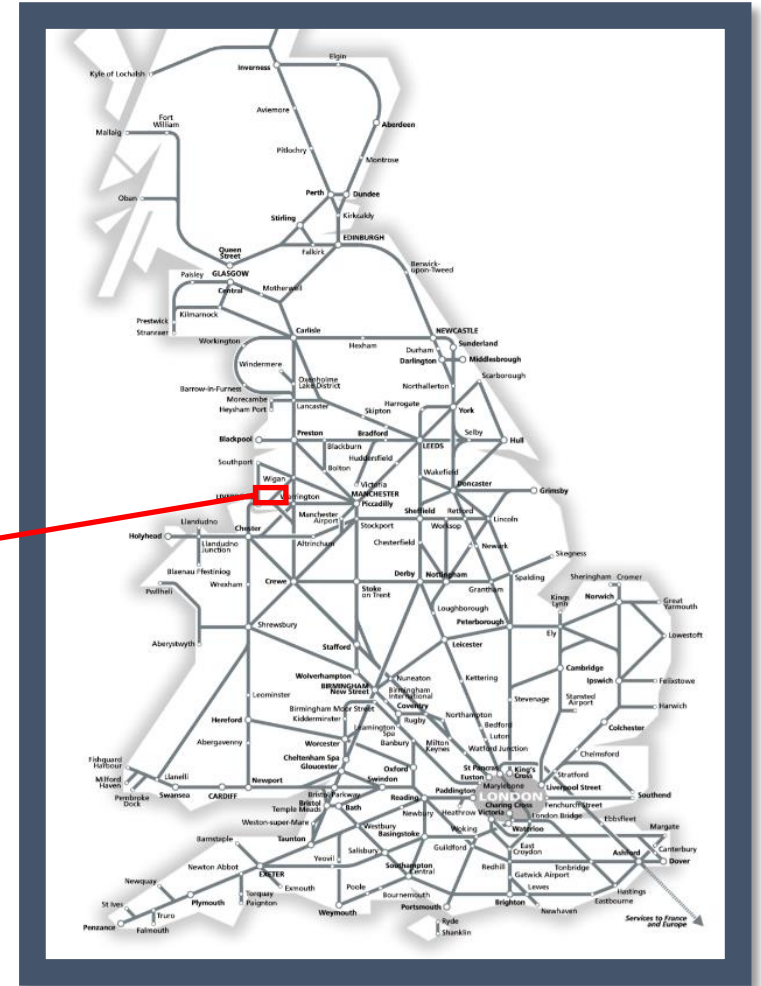 Kyle of Lochalsh
Inverness
Elgin
Aviemore
Aberdeen
Fort
William
Mallaig
Pitlochry
Montrose
Oban
Perth
Dundee
Stirling
Kirkcaldy
Queen
Street
Falkirk
EDINBURGH
Berwick-
upon-Tweed
Paisley
GLASGOW
Central
Motherwell
Prestwick
Stranraer
Kilmarnock
Carlisle
Workington
Hexham
NEWCASTLE
Sunderland
Durham
Darlington
Middlesbrough
Windermere
Oxenholme
Lake District
Scarborough
Barrow-in-Furness
Northallerton
Morecambe
Heysham Port
Lancaster
Harrogate
Skipton
York
Blackpool
Preston
Bradford
Blackburn
LEEDS
Selby
Hull
Southport
Huddersfield
Bolton
Wigan
Wakefield
Victoria
MANCHESTER
Piccadilly
Doncaster
Grimsby
Warrington
Manchester
Airport
Stockport
Sheffield
Retford
Worksop
Lincoln
Llandudno
Holyhead
Llandudno
Junction
Chester
Altrincham
Chesterfield
Newark
Skegness
Blaenau Ffestiniog
Pwllheli
Wrexham
Crewe
Stoke
on Trent
Derby
Nottingham
Grantham
Spalding
Sheringham
Cromer
Kings
Lynn
Norwich
Great
Yarmouth
Loughborough
Peterborough
Aberystwyth
Shrewsbury
Stafford
Leicester
Ely
Lowestoft
Wolverhampton
BIRMINGHAM
New Street
Nuneaton
Birmingham
International
Kettering
Cambridge
Ipswich
Felixstowe
Leominster
Birmingham Moor Street
Kidderminster
Coventry
Rugby
Northampton
Stevenage
Stansted
Airport
Harwich
Hereford
Leamington
Spa
Bedford
Colchester
Abergavenny
Worcester
Banbury
Milton
Keynes
Luton
Watford Junction
Chelmsford
Fishguard
Harbour
Cheltenham Spa
Gloucester
Oxford
St Pancras
Euston
King's
Cross
Stratford
Milford
Haven
Llanelli
Newport
Swindon
Paddington
Marylebone
Liverpool Street
Pembroke
Dock
Swansea
CARDIFF
Bristol Parkway
Bristol
Temple Meads
Bath
Reading
LONDON
Southend
Charing Cross
Fenchurch Street
Weston-super-Mare
Newbury
Heathrow
Victoria
London Bridge
Ebbsfleet
Barnstaple
Taunton
Westbury
Basingstoke
Woking
Waterloo
Margate
Newton Abbot
Yeovil
Salisbury
Guildford
East
Croydon
Canterbury
EXETER
Southampton
Central
Redhill
Tonbridge
Ashford
Dover
Newquay
Exmouth
Poole
Gatwick Airport
Torquay
Paignton
Bournemouth
Lewes
Hastings
St Ives
Plymouth
Brighton
Eastbourne
Truro
Weymouth
Portsmouth
Newhaven
Penzance
Falmouth
Ryde
Shanklin
Services to France
and Europe